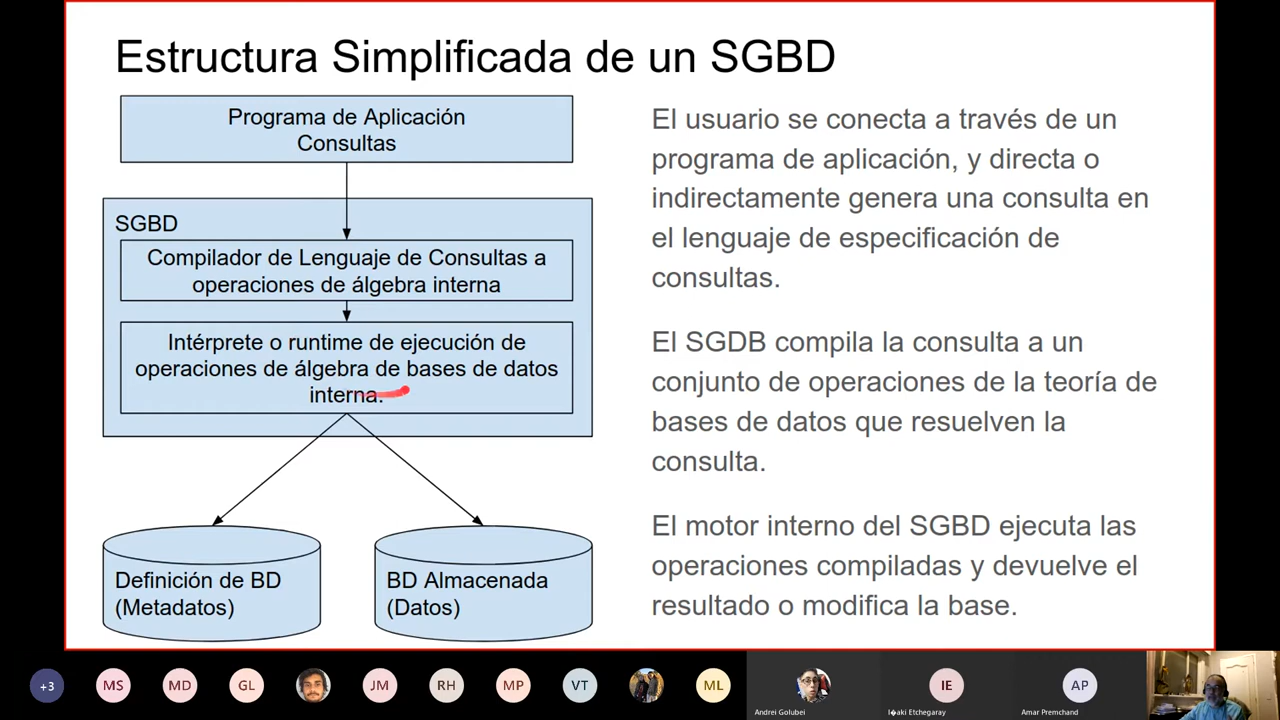 Estructura Simplificada de un SGBD
Programa de Aplicación
Consultas
SGBD
Compilador de Lenguaje de Consultas a
operaciones de álgebra interna
Intérprete o runtime de ejecución de
operaciones de álgebra de bases de datos
interna.
Definición de BD
(Metadatos)
BD Almacenada
(Datos)
El usuario se conecta a través de un
programa de aplicación, y directa o
indirectamente genera una consulta en
el lenguaje de especificación de
consultas.
El SGDB compila la consulta a un
conjunto de operaciones de la teoría de
bases de datos que resuelven la
consulta.
El motor interno del SGBD ejecuta las
operaciones compiladas y devuelve el
resultado o modifica la base.
+3
MS
MD
GL
JM
RH
MP
VT
ML
IE
AP
Andrei Golubei
I�aki Etchegaray
Amar Premchand